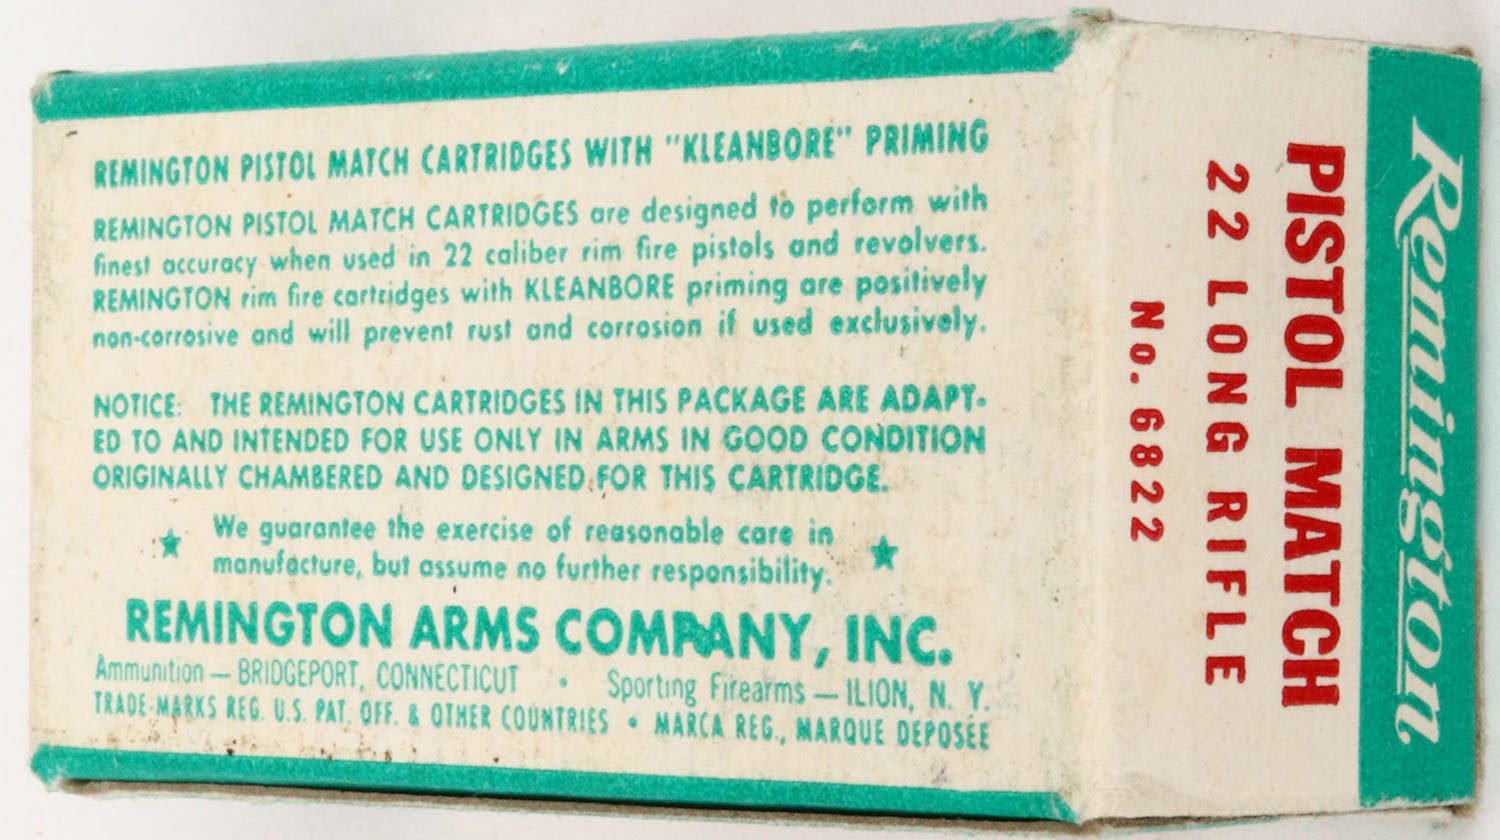 REMINGTON PISTOL MATCH CARTRIDGES WITH "KLEANBORE" PRIMING
REMINGTON PISTOL MATCH CARTRIDGES are designed to perform with
finest accuracy when used in 22 caliber rim fire pistols and revolvers.
REMINGTON rim fire cartridges with KLEANBORE priming are positively
non-corrosive and will prevent rust and corrosion if used exclusively.
NOTICE: THE REMINGTON CARTRIDGES IN THIS PACKAGE ARE ADAPT-
ED TO AND INTENDED FOR USE ONLY IN ARMS IN GOOD CONDITION
ORIGINALLY CHAMBERED AND DESIGNED FOR THIS CARTRIDGE.
★ We guarantee the exercise of reasonable care in ★
manufacture, but assume no further responsibility.
REMINGTON ARMS COMPANY, INC.
Ammunition — BRIDGEPORT, CONNECTICUT • Sporting Firearms — ILION, N. Y.
TRADE-MARKS REG. U.S. PAT. OFF. & OTHER COUNTRIES • MARCA REG., MARQUE DEPOSÉE
Remington
PISTOL MATCH
22 LONG RIFLE
No. 6822